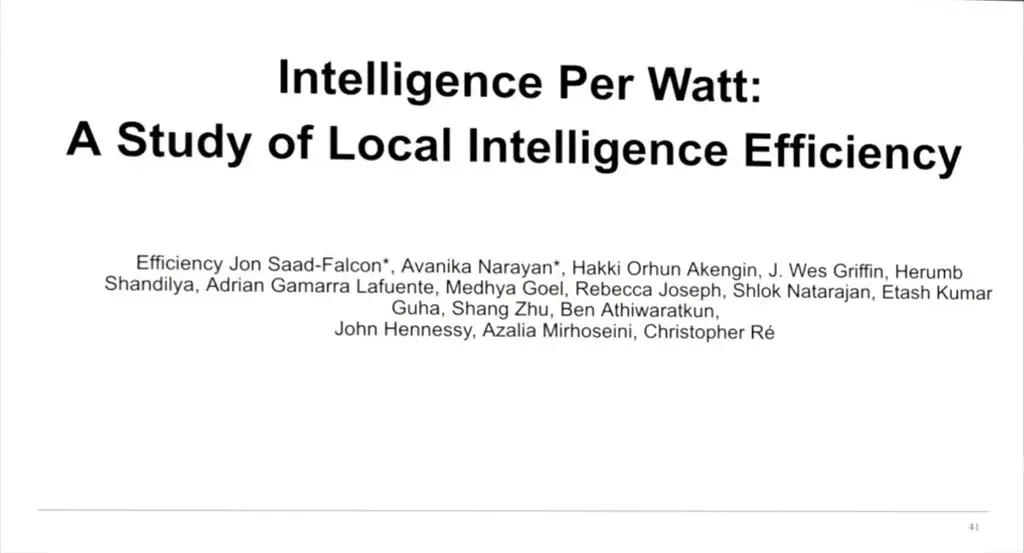 Intelligence Per Watt:
A Study of Local Intelligence Efficiency
Efficiency Jon Saad-Falcon*, Avanika Narayan*, Hakki Orhun Akengin, J. Wes Griffin, Herumb
Shandilya, Adrian Gamarra Lafuente, Medhya Goel, Rebecca Joseph, Shlok Natarajan, Etash Kumar
Guha, Shang Zhu, Ben Athiwaratkun,
John Hennessy, Azalia Mirhoseini, Christopher Ré
41